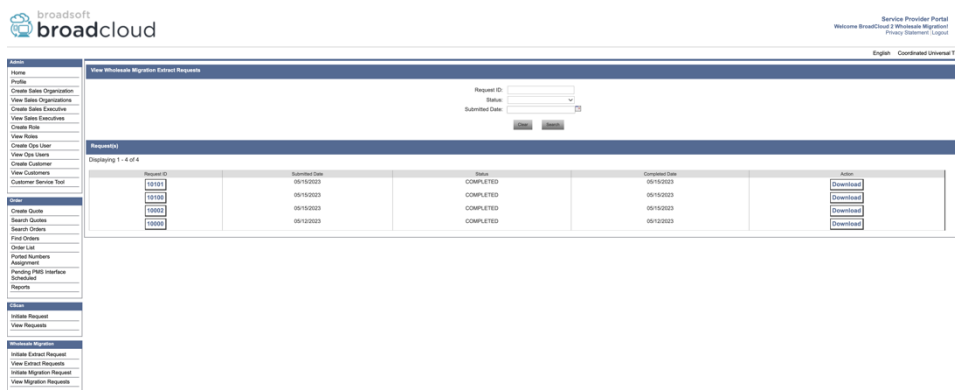 broadsoft
broadcloud
Service Provider Portal
Welcome BroadCloud 2 Wholesale Migration!
Privacy Statement Logout
English Coordinated Universal T
Admin
Home
Profile
Create Sales Organization
View Sales Organizations
Create Sales Executive
View Sales Executives
Create Role
View Roles
Create Ops User
View Ops Users
Create Customer
View Customers
Customer Service Tool
Order
Create Quote
Search Quotes
Search Orders
Find Orders
Order List
Ported Numbers
Assignment
Pending PMS Interface
Scheduled
Reports
CScan
Initiate Request
View Requests
Wholesale Migration
Initiate Extract Request
View Extract Requests
Initiate Migration Request
View Migration Requests
View Wholesale Migration Extract Requests
Request ID:
Status:
Submitted Date:
Clear Search
Request(s)
Displaying 1 - 4 of 4
Request ID Submitted Date Status Completed Date Action
10101 05/15/2023 COMPLETED 05/15/2023 Download
10100 05/15/2023 COMPLETED 05/15/2023 Download
10002 05/15/2023 COMPLETED 05/15/2023 Download
10000 05/12/2023 COMPLETED 05/12/2023 Download